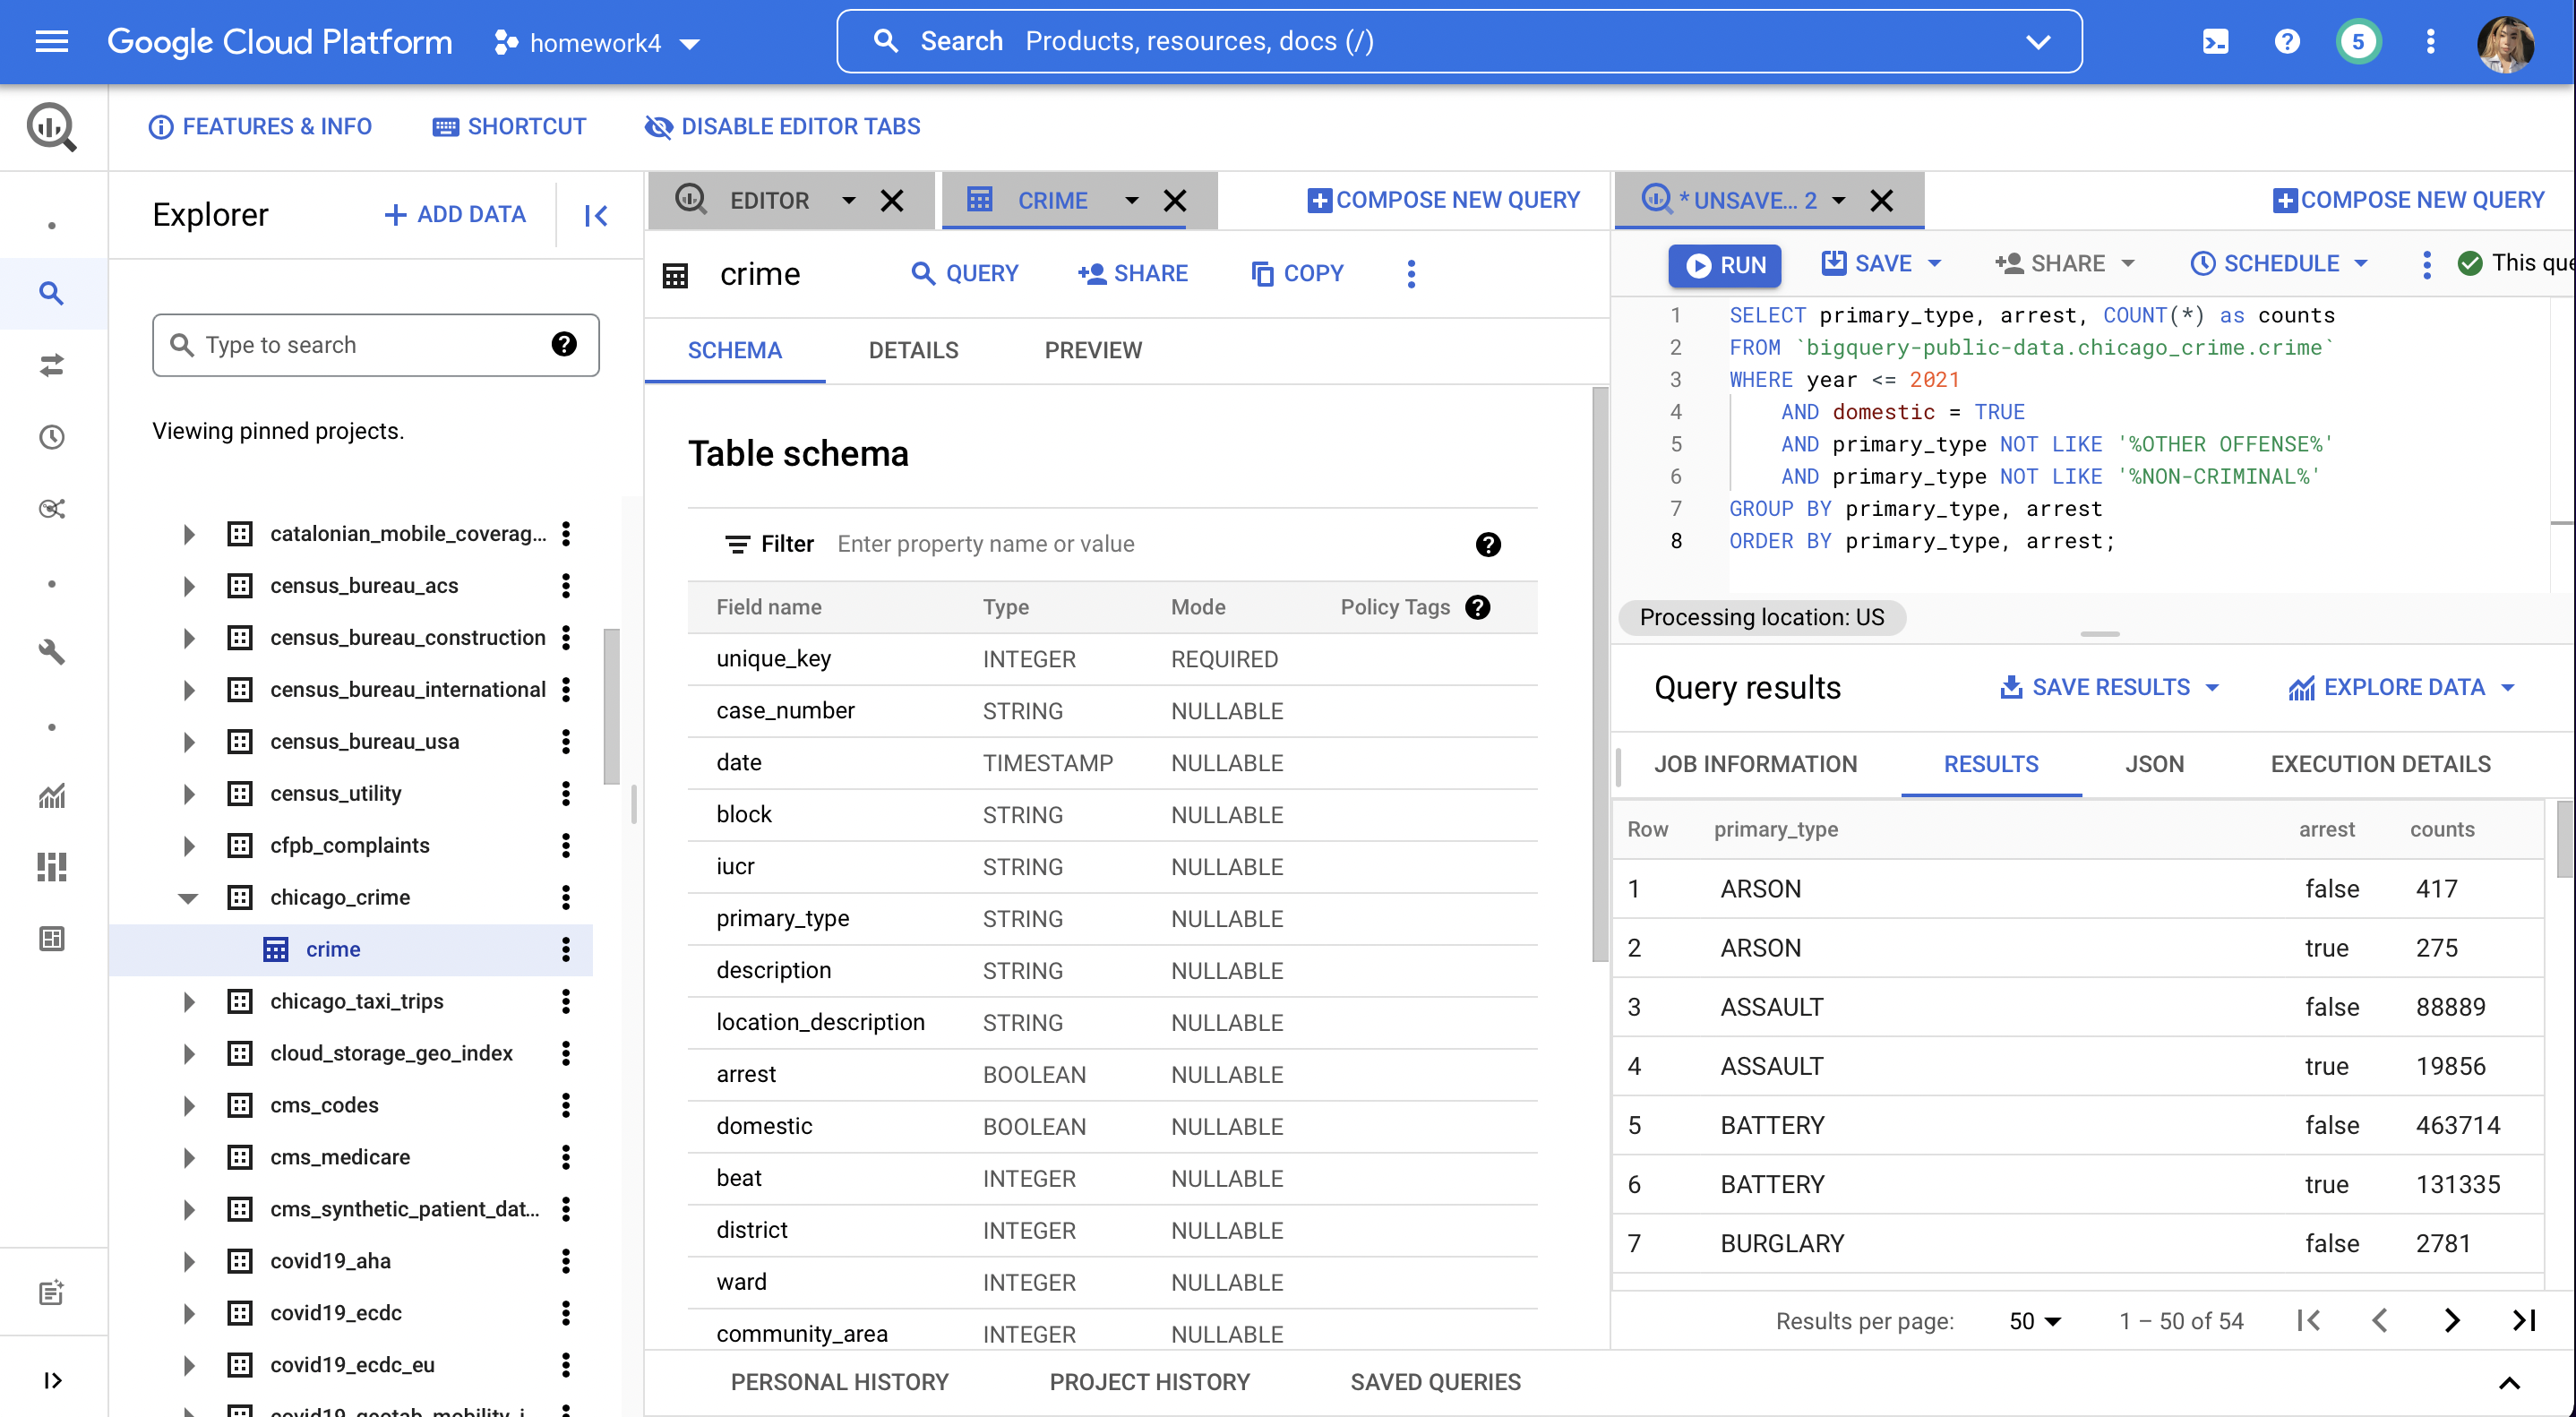 Google Cloud Platform
homework4
Search Products, resources, docs (/)
5
FEATURES & INFO
SHORTCUT
DISABLE EDITOR TABS
Explorer
ADD DATA
Type to search
Viewing pinned projects.
catalonian_mobile_coverag...
census_bureau_acs
census_bureau_construction
census_bureau_international
census_bureau_usa
census_utility
cfpb_complaints
chicago_crime
crime
chicago_taxi_trips
cloud_storage_geo_index
cms_codes
cms_medicare
cms_synthetic_patient_dat...
covid19_aha
covid19_ecdc
covid19_ecdc_eu
EDITOR
CRIME
COMPOSE NEW QUERY
crime
QUERY
SHARE
COPY
SCHEMA
DETAILS
PREVIEW
Table schema
Filter Enter property name or value
Field name Type Mode Policy Tags
unique_key INTEGER REQUIRED
case_number STRING NULLABLE
date TIMESTAMP NULLABLE
block STRING NULLABLE
iucr STRING NULLABLE
primary_type STRING NULLABLE
description STRING NULLABLE
location_description STRING NULLABLE
arrest BOOLEAN NULLABLE
domestic BOOLEAN NULLABLE
beat INTEGER NULLABLE
district INTEGER NULLABLE
ward INTEGER NULLABLE
community_area INTEGER NULLABLE
* UNSAVE... 2
COMPOSE NEW QUERY
RUN
SAVE
SHARE
SCHEDULE
This que
1 SELECT primary_type, arrest, COUNT(*) as counts
2 FROM `bigquery-public-data.chicago_crime.crime`
3 WHERE year <= 2021
4 AND domestic = TRUE
5 AND primary_type NOT LIKE '%OTHER OFFENSE%'
6 AND primary_type NOT LIKE '%NON-CRIMINAL%'
7 GROUP BY primary_type, arrest
8 ORDER BY primary_type, arrest;
Processing location: US
Query results
SAVE RESULTS
EXPLORE DATA
JOB INFORMATION
RESULTS
JSON
EXECUTION DETAILS
Row primary_type arrest counts
1 ARSON false 417
2 ARSON true 275
3 ASSAULT false 88889
4 ASSAULT true 19856
5 BATTERY false 463714
6 BATTERY true 131335
7 BURGLARY false 2781
Results per page: 50 1 – 50 of 54
PERSONAL HISTORY
PROJECT HISTORY
SAVED QUERIES